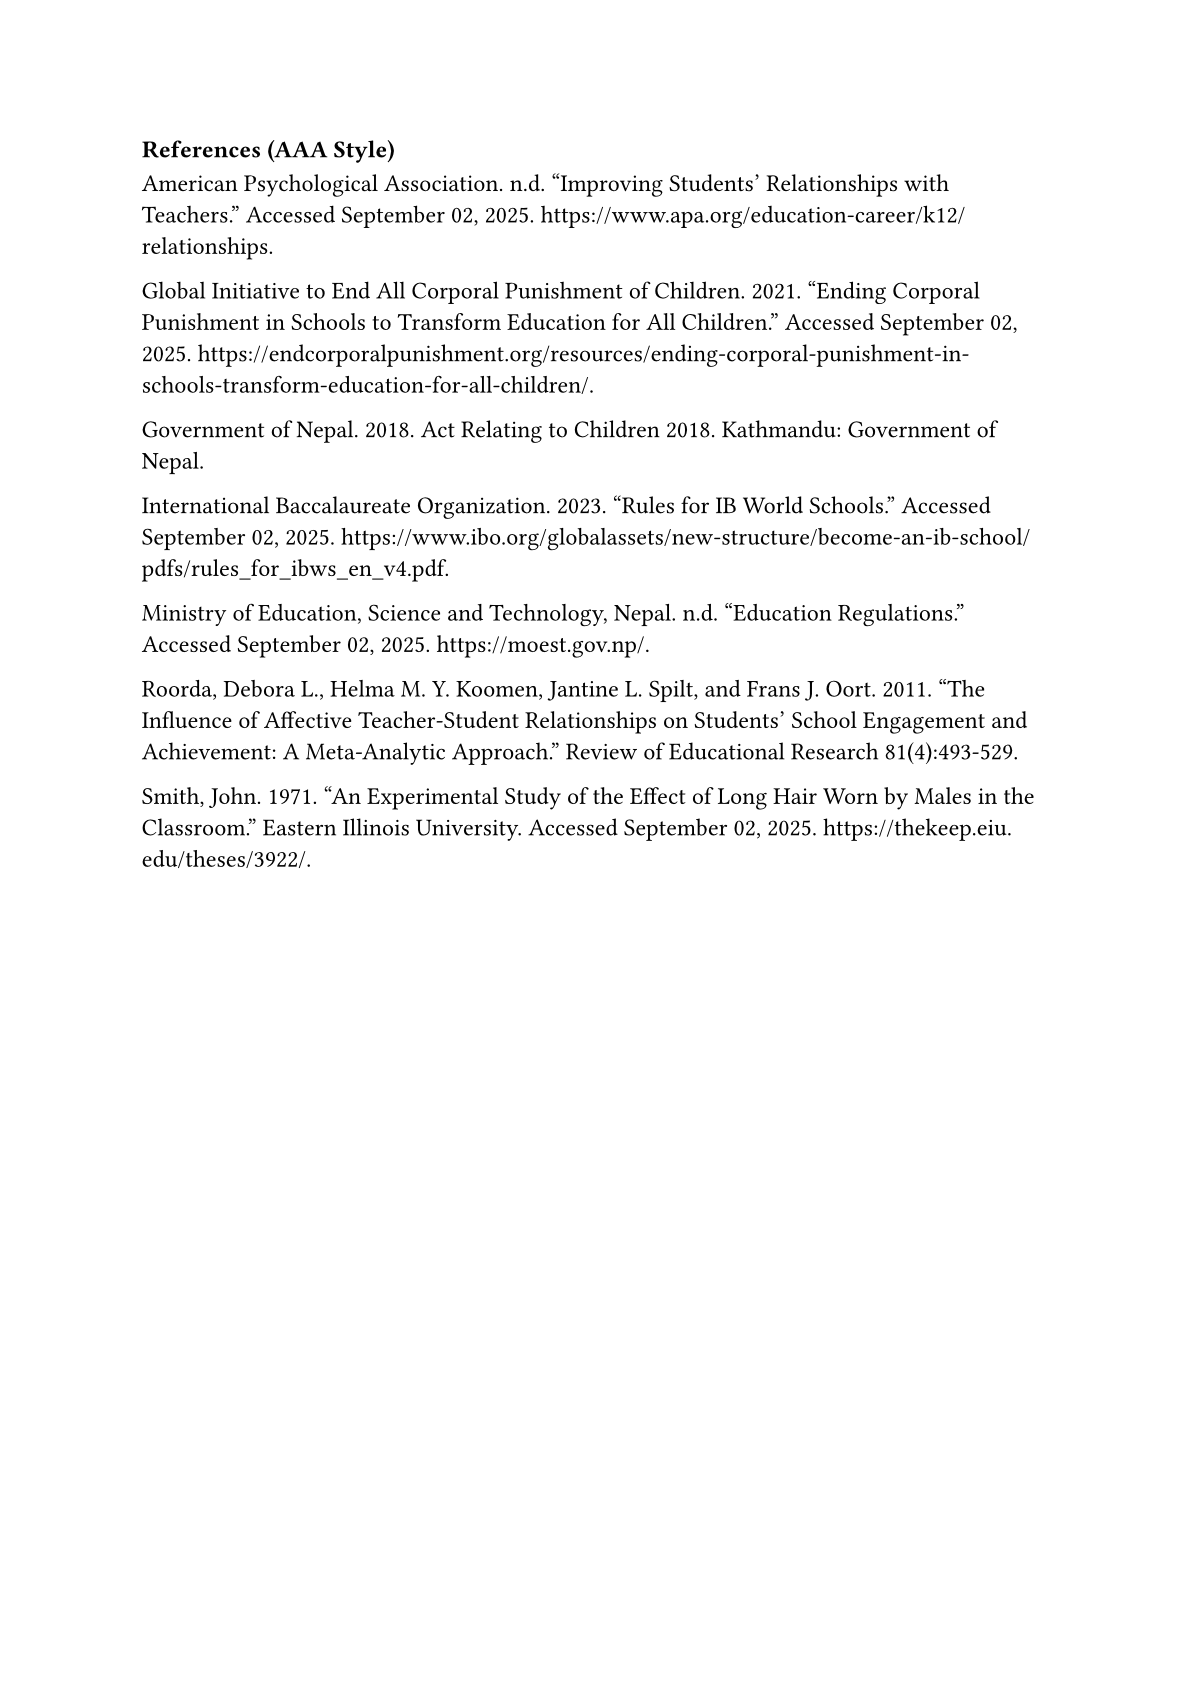 References (AAA Style)
American Psychological Association. n.d. “Improving Students’ Relationships with
Teachers.” Accessed September 02, 2025. https://www.apa.org/education-career/k12/
relationships.
Global Initiative to End All Corporal Punishment of Children. 2021. “Ending Corporal
Punishment in Schools to Transform Education for All Children.” Accessed September 02,
2025. https://endcorporalpunishment.org/resources/ending-corporal-punishment-in-
schools-transform-education-for-all-children/.
Government of Nepal. 2018. Act Relating to Children 2018. Kathmandu: Government of
Nepal.
International Baccalaureate Organization. 2023. “Rules for IB World Schools.” Accessed
September 02, 2025. https://www.ibo.org/globalassets/new-structure/become-an-ib-school/
pdfs/rules_for_ibws_en_v4.pdf.
Ministry of Education, Science and Technology, Nepal. n.d. “Education Regulations.”
Accessed September 02, 2025. https://moest.gov.np/.
Roorda, Debora L., Helma M. Y. Koomen, Jantine L. Spilt, and Frans J. Oort. 2011. “The
Influence of Affective Teacher-Student Relationships on Students’ School Engagement and
Achievement: A Meta-Analytic Approach.” Review of Educational Research 81(4):493-529.
Smith, John. 1971. “An Experimental Study of the Effect of Long Hair Worn by Males in the
Classroom.” Eastern Illinois University. Accessed September 02, 2025. https://thekeep.eiu.
edu/theses/3922/.